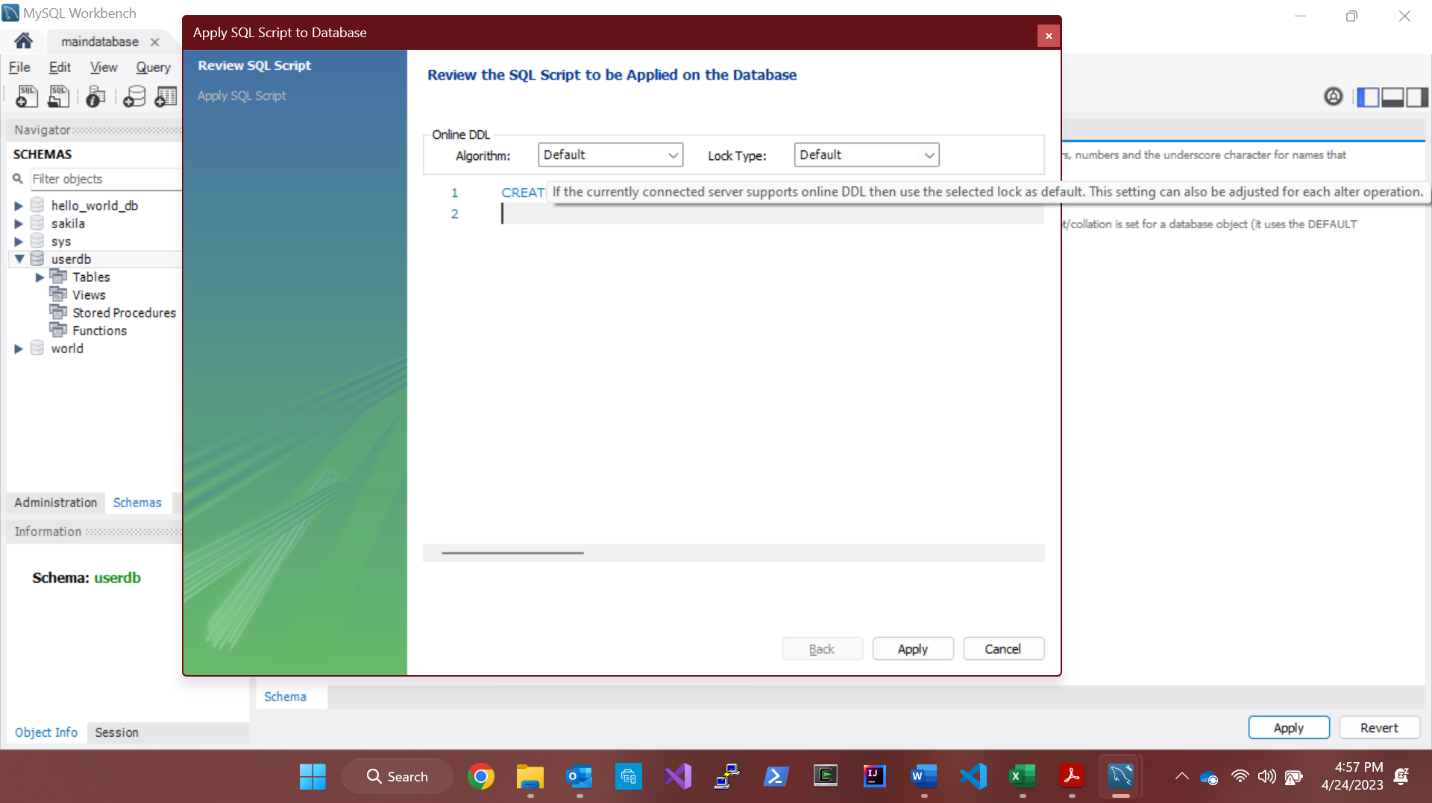 MySQL Workbench
maindatabase
File Edit View Query
Navigator
SCHEMAS
Filter objects
hello_world_db
sakila
sys
userdb
Tables
Views
Stored Procedures
Functions
world
Administration Schemas
Information
Schema: userdb
Object Info Session
Apply SQL Script to Database
Review SQL Script
Apply SQL Script
Review the SQL Script to be Applied on the Database
Online DDL
Algorithm: Default Lock Type: Default
1 CREAT
2
If the currently connected server supports online DDL then use the selected lock as default. This setting can also be adjusted for each alter operation.
Back Apply Cancel
numbers and the underscore character for names that
t/collation is set for a database object (it uses the DEFAULT
Schema
Apply Revert
Search
4:57 PM
4/24/2023